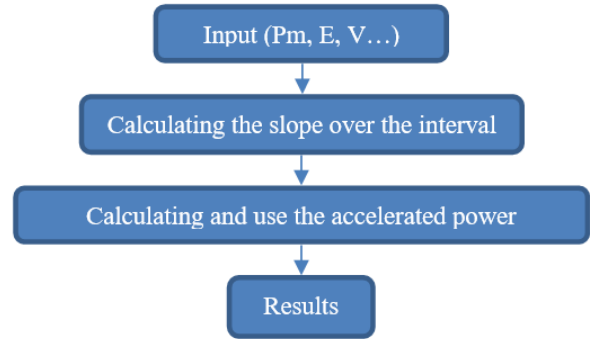 Input (Pm, E, V…)
Calculating the slope over the interval
Calculating and use the accelerated power
Results